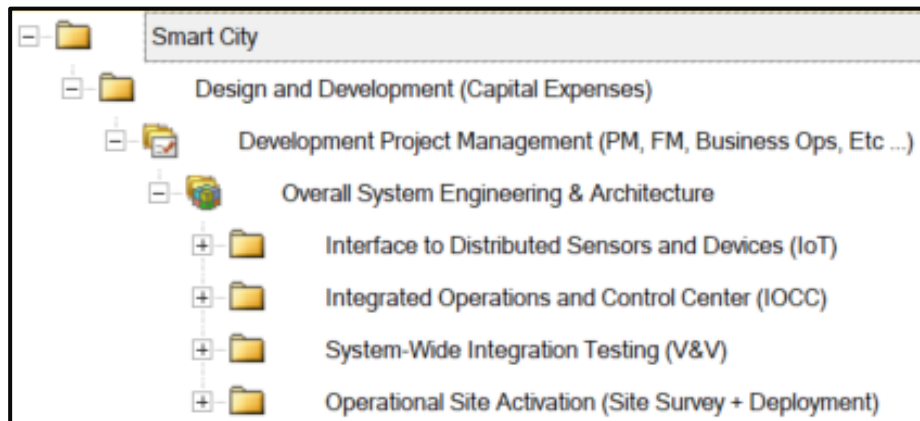 Smart City
Design and Development (Capital Expenses)
Development Project Management (PM, FM, Business Ops, Etc ...)
Overall System Engineering & Architecture
Interface to Distributed Sensors and Devices (IoT)
Integrated Operations and Control Center (IOCC)
System-Wide Integration Testing (V&V)
Operational Site Activation (Site Survey + Deployment)